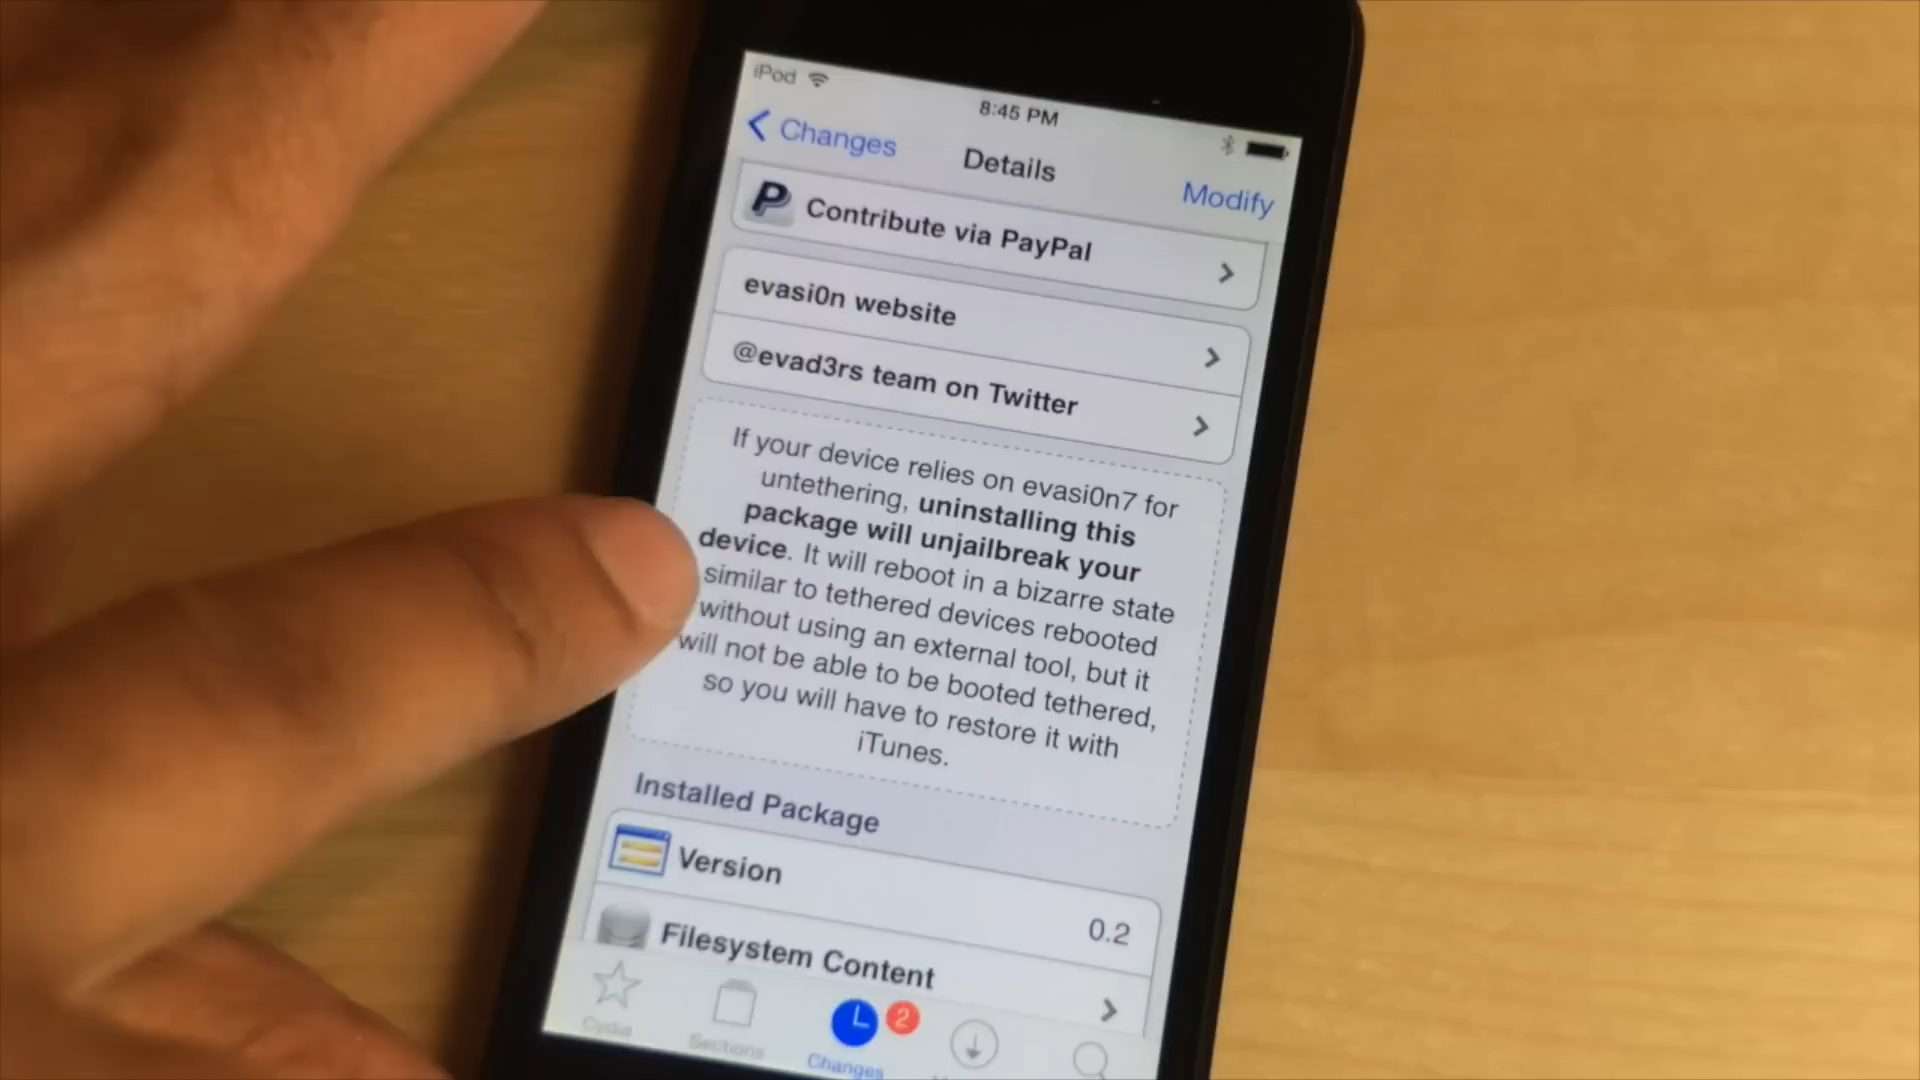 iPod
8:45 PM
Changes
Details
Modify
Contribute via PayPal
evasi0n website
@evad3rs team on Twitter
If your device relies on evasi0n7 for
untethering, uninstalling this
package will unjailbreak your
device. It will reboot in a bizarre state
similar to tethered devices rebooted
without using an external tool, but it
will not be able to be booted tethered,
so you will have to restore it with
iTunes.
Installed Package
Version
0.2
Filesystem Content
Cydia
Sections
Changes
2